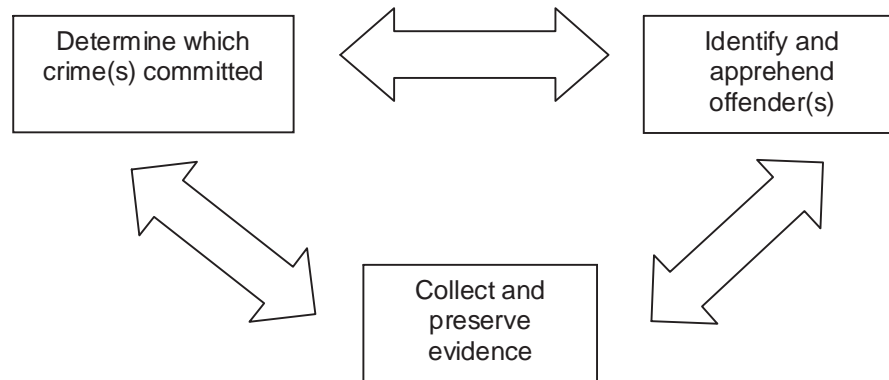 Determine which
crime(s) committed
Identify and
apprehend
offender(s)
Collect and
preserve
evidence